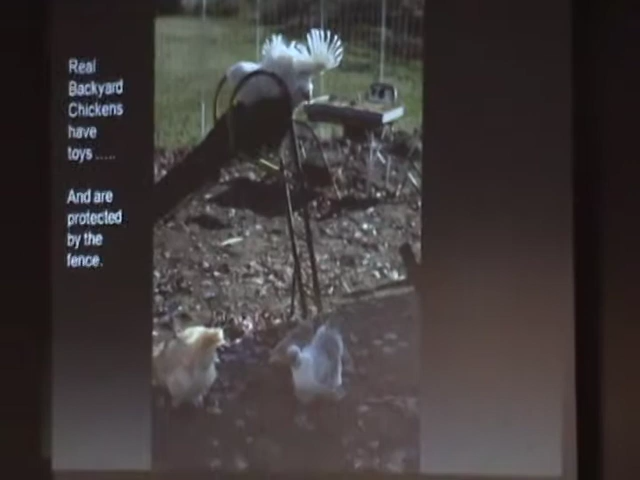 Real
Backyard
Chickens
have
toys .....
And are
protected
by the
fence.